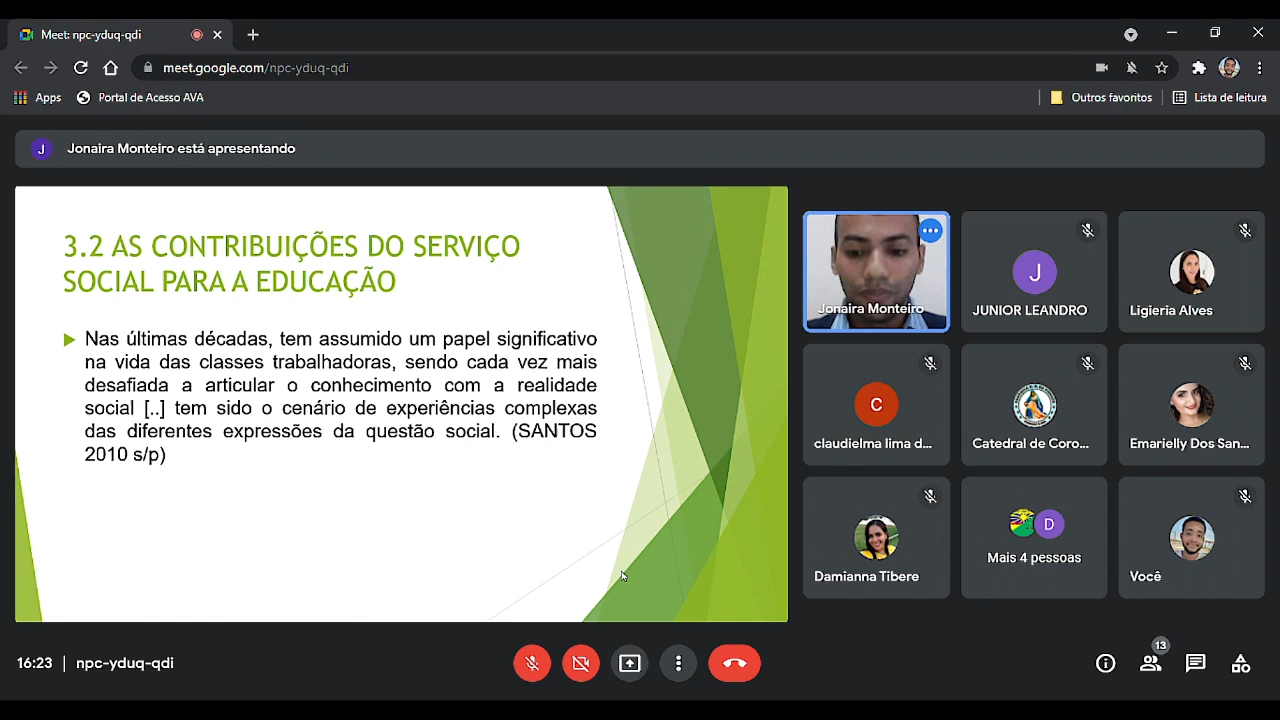 Meet: npc-yduq-qdi
meet.google.com/npc-yduq-qdi
Apps
Portal de Acesso AVA
Outros favoritos
Lista de leitura
J
Jonaira Monteiro está apresentando
3.2 AS CONTRIBUIÇÕES DO SERVIÇO
SOCIAL PARA A EDUCAÇÃO
Nas últimas décadas, tem assumido um papel significativo
na vida das classes trabalhadoras, sendo cada vez mais
desafiada a articular o conhecimento com a realidade
social [..] tem sido o cenário de experiências complexas
das diferentes expressões da questão social. (SANTOS
2010 s/p)
Jonaira Monteiro
J
JUNIOR LEANDRO
Ligieria Alves
C
claudielma lima d...
Catedral de Coro...
Emarielly Dos San...
Damianna Tibere
D
Mais 4 pessoas
Você
16:23 | npc-yduq-qdi
13